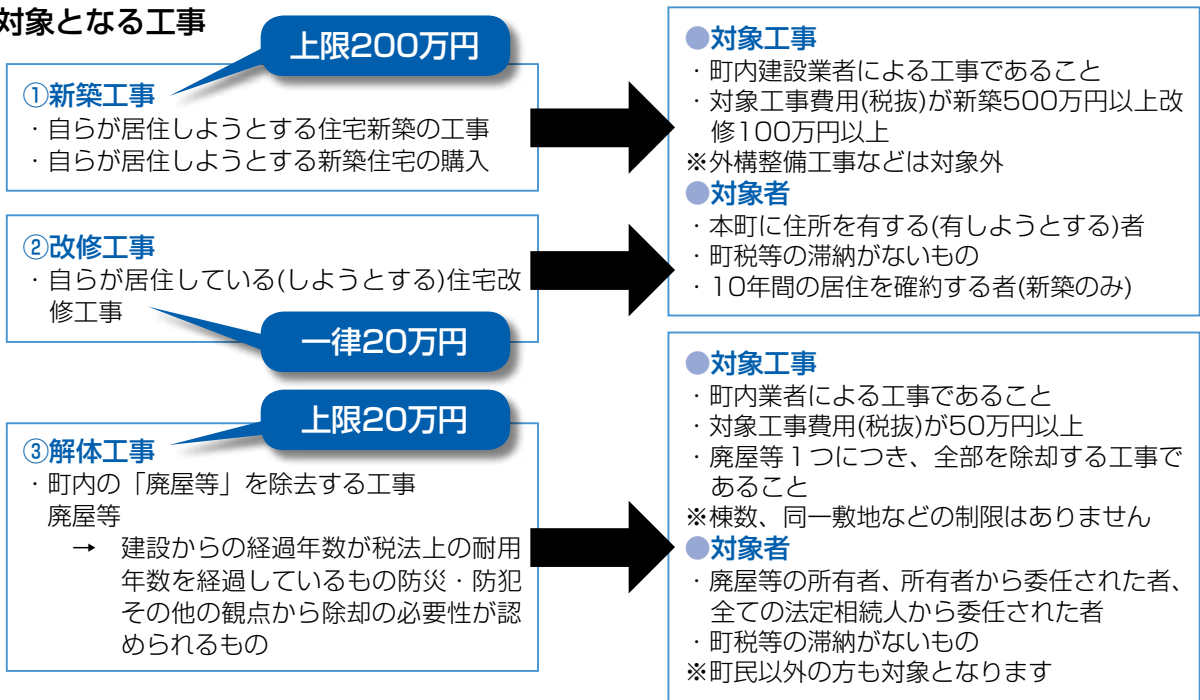 対象となる工事
上限200万円
①新築工事
・自らが居住しようとする住宅新築の工事
・自らが居住しようとする新築住宅の購入
●対象工事
・町内建設業者による工事であること
・対象工事費用(税抜)が新築500万円以上改
修100万円以上
※外構整備工事などは対象外
●対象者
・本町に住所を有する(有しようとする)者
・町税等の滞納がないもの
・10年間の居住を確約する者(新築のみ)
②改修工事
・自らが居住している(しようとする)住宅改
修工事
一律20万円
上限20万円
③解体工事
・町内の「廃屋等」を除去する工事
廃屋等
→ 建設からの経過年数が税法上の耐用
年数を経過しているもの防災・防犯
その他の観点から除却の必要性が認
められるもの
●対象工事
・町内業者による工事であること
・対象工事費用(税抜)が50万円以上
・廃屋等1つにつき、全部を除却する工事で
あること
※棟数、同一敷地などの制限はありません
●対象者
・廃屋等の所有者、所有者から委任された者、
全ての法定相続人から委任された者
・町税等の滞納がないもの
※町民以外の方も対象となります